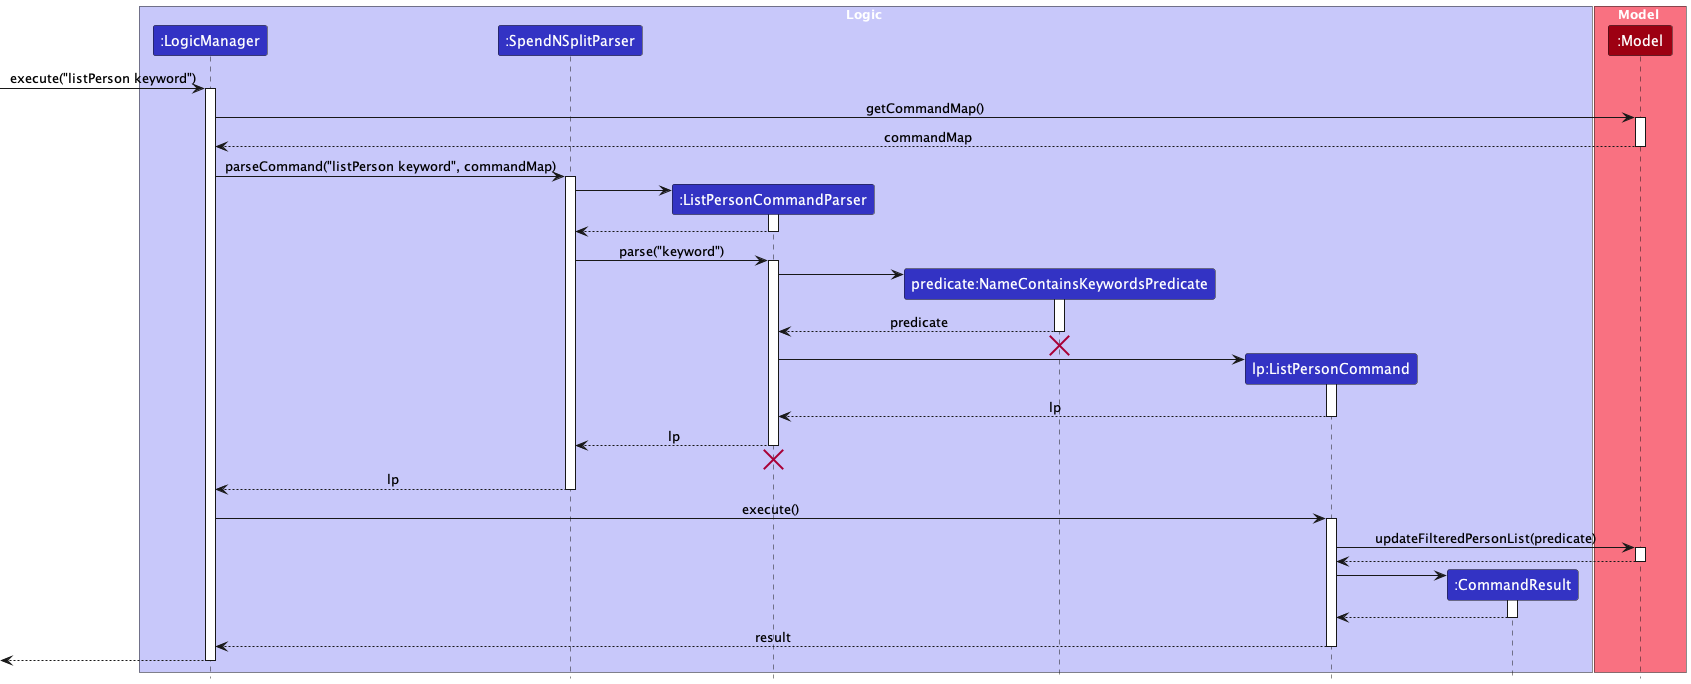 Logic
Model
:LogicManager
:SpendNSplitParser
:Model
execute("listPerson keyword")
getCommandMap()
commandMap
parseCommand("listPerson keyword", commandMap)
:ListPersonCommandParser
parse("keyword")
predicate:NameContainsKeywordsPredicate
predicate
lp:ListPersonCommand
lp
lp
lp
execute()
updateFilteredPersonList(predicate)
:CommandResult
result